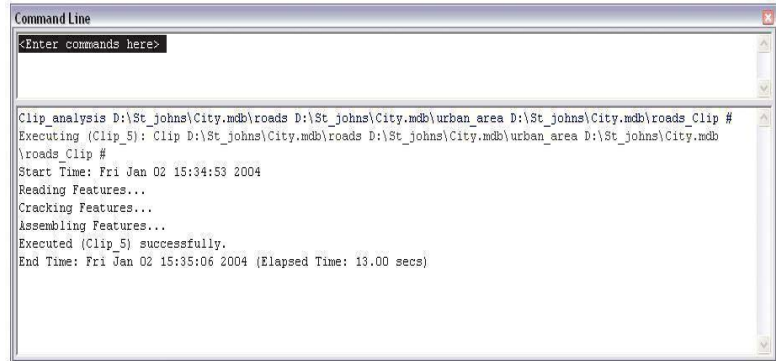 Command Line
<Enter commands here>
Clip_analysis D:\St_johns\City.mdb\roads D:\St_johns\City.mdb\urban_area D:\St_johns\City.mdb\roads_Clip #
Executing (Clip_5): Clip D:\St_johns\City.mdb\roads D:\St_johns\City.mdb\urban_area D:\St_johns\City.mdb
\roads_Clip #
Start Time: Fri Jan 02 15:34:53 2004
Reading Features...
Cracking Features...
Assembling Features...
Executed (Clip_5) successfully.
End Time: Fri Jan 02 15:35:06 2004 (Elapsed Time: 13.00 secs)